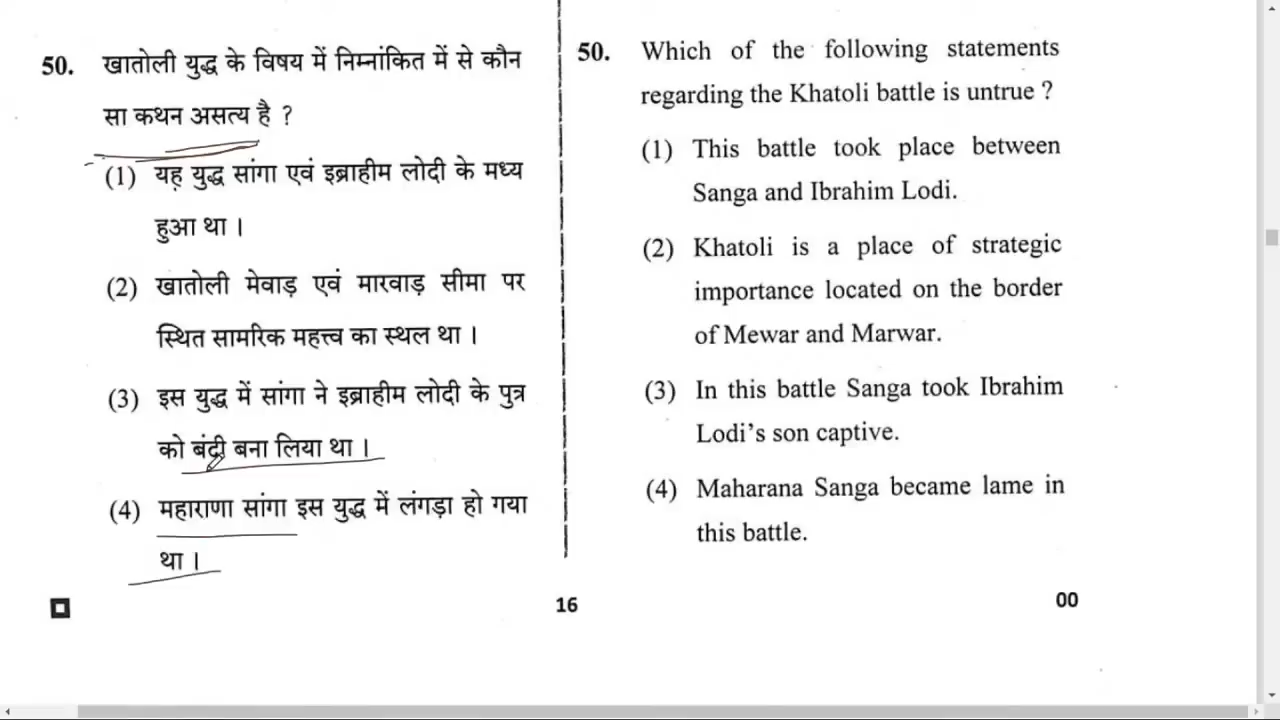 50. खातोली युद्ध के विषय में निम्नांकित में से कौन
सा कथन असत्य है ?
(1) यह युद्ध सांगा एवं इब्राहीम लोदी के मध्य
हुआ था ।
(2) खातोली मेवाड़ एवं मारवाड़ सीमा पर
स्थित सामरिक महत्त्व का स्थल था ।
(3) इस युद्ध में सांगा ने इब्राहीम लोदी के पुत्र
को बंदी बना लिया था ।
(4) महाराणा सांगा इस युद्ध में लंगड़ा हो गया
था ।
50. Which of the following statements
regarding the Khatoli battle is untrue ?
(1) This battle took place between
Sanga and Ibrahim Lodi.
(2) Khatoli is a place of strategic
importance located on the border
of Mewar and Marwar.
(3) In this battle Sanga took Ibrahim
Lodi's son captive.
(4) Maharana Sanga became lame in
this battle.
16
00